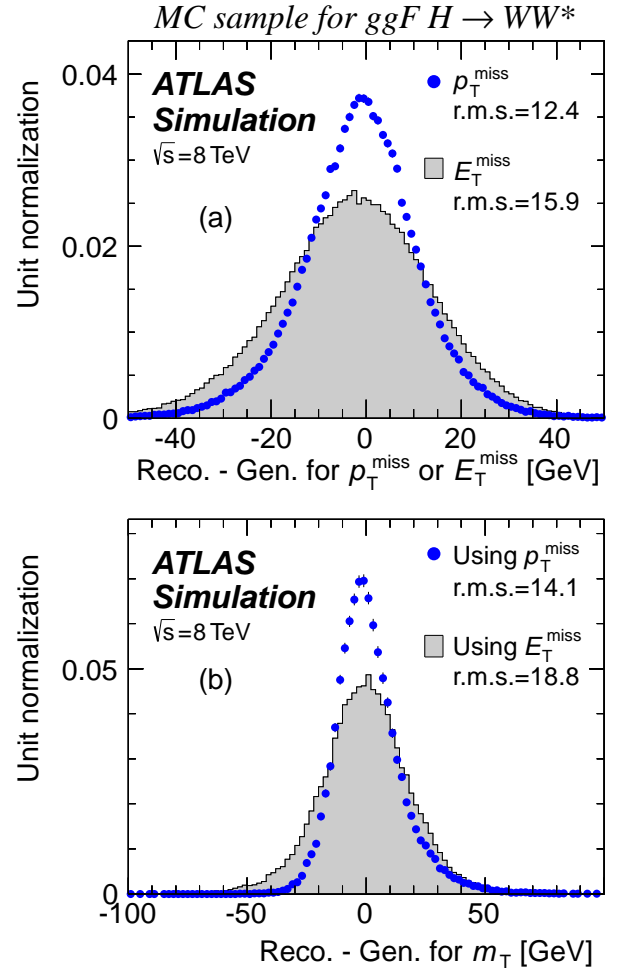 MC sample for ggF H → WW*
0.04
0.02
0
Unit normalization
ATLAS
Simulation
√s = 8 TeV
(a)
p_T^miss
r.m.s.=12.4
E_T^miss
r.m.s.=15.9
-40 -20 0 20 40
Reco. - Gen. for p_T^miss or E_T^miss [GeV]
0.05
0
Unit normalization
ATLAS
Simulation
√s = 8 TeV
(b)
Using p_T^miss
r.m.s.=14.1
Using E_T^miss
r.m.s.=18.8
-100 -50 0 50
Reco. - Gen. for m_T [GeV]